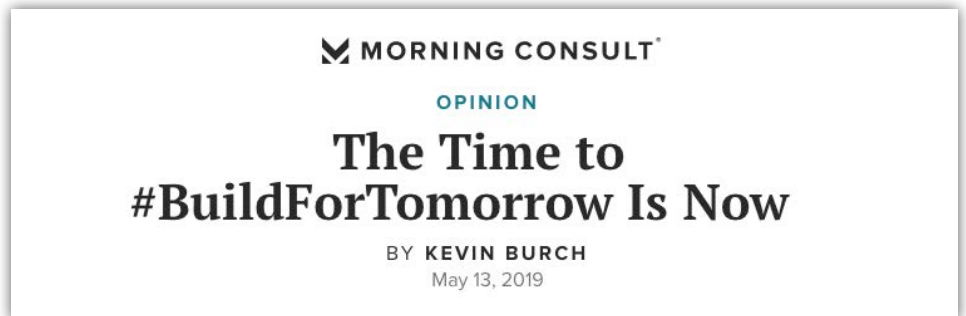 MORNING CONSULT®
OPINION
The Time to
#BuildForTomorrow Is Now
BY KEVIN BURCH
May 13, 2019